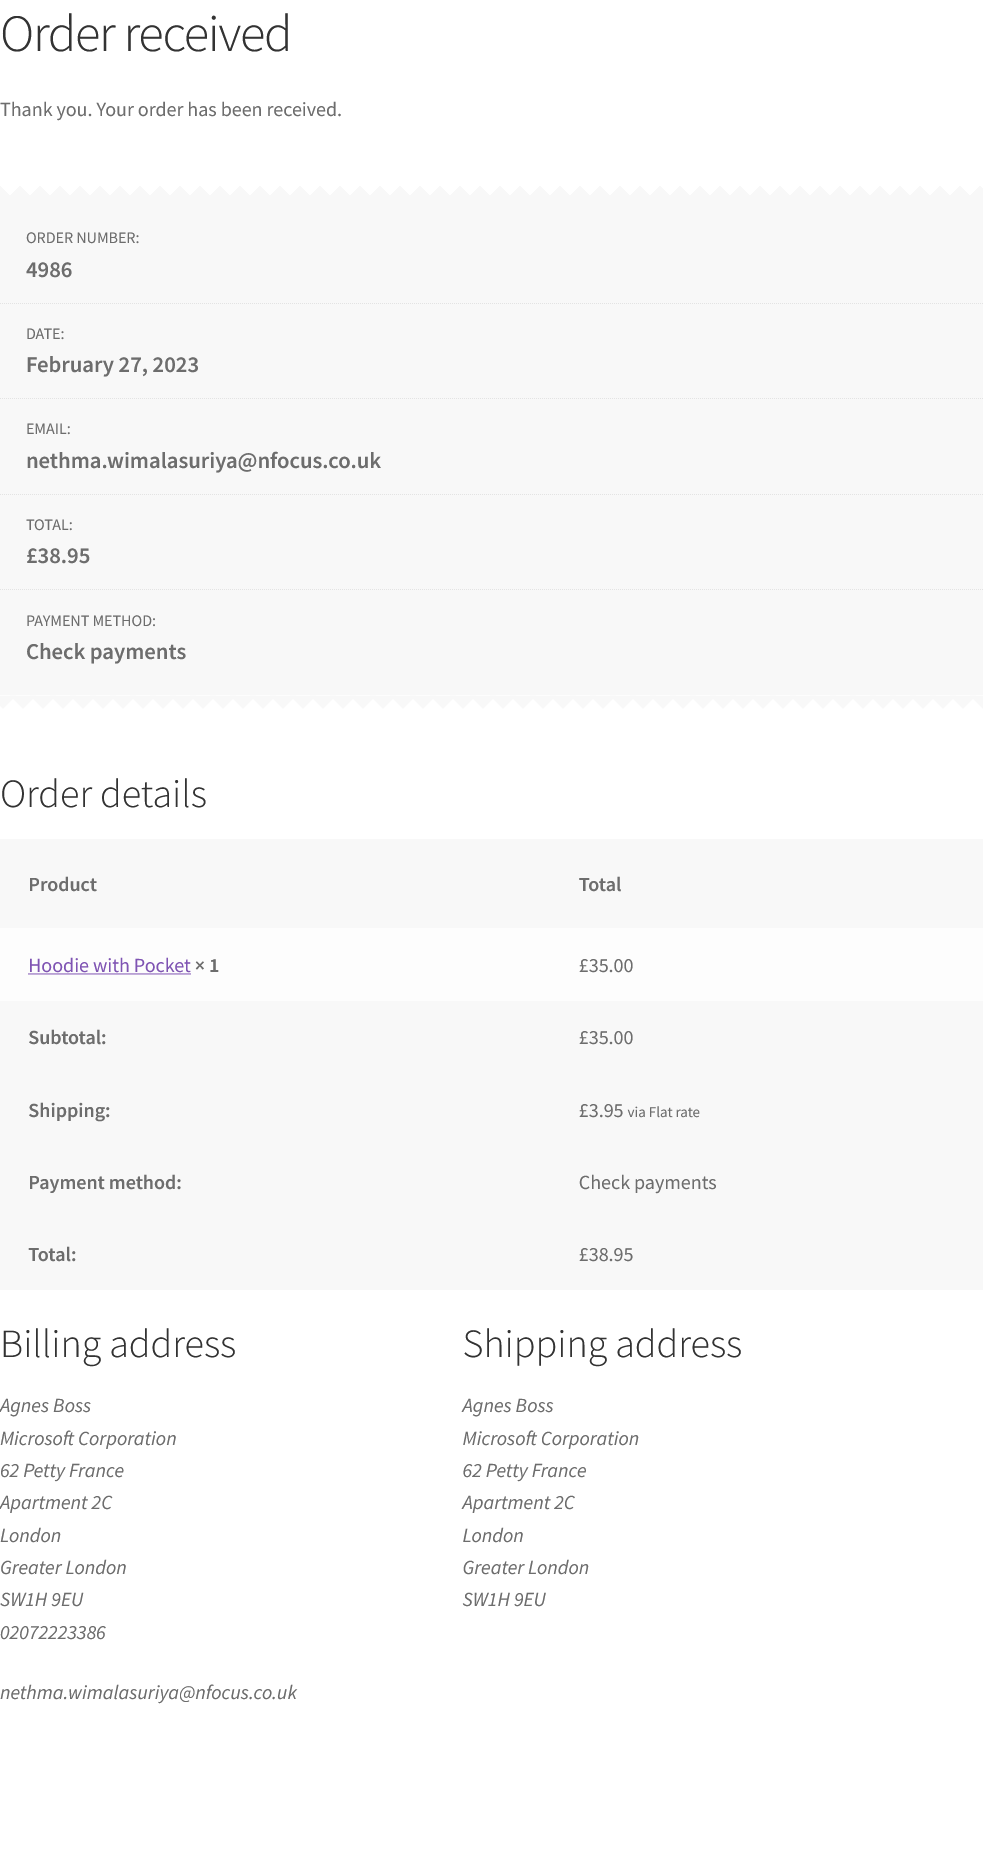 Order received
Thank you. Your order has been received.
ORDER NUMBER:
4986
DATE:
February 27, 2023
EMAIL:
nethma.wimalasuriya@nfocus.co.uk
TOTAL:
£38.95
PAYMENT METHOD:
Check payments
Order details
Product Total
Hoodie with Pocket × 1 £35.00
Subtotal: £35.00
Shipping: £3.95 via Flat rate
Payment method: Check payments
Total: £38.95
Billing address
Agnes Boss
Microsoft Corporation
62 Petty France
Apartment 2C
London
Greater London
SW1H 9EU
02072223386
nethma.wimalasuriya@nfocus.co.uk
Shipping address
Agnes Boss
Microsoft Corporation
62 Petty France
Apartment 2C
London
Greater London
SW1H 9EU